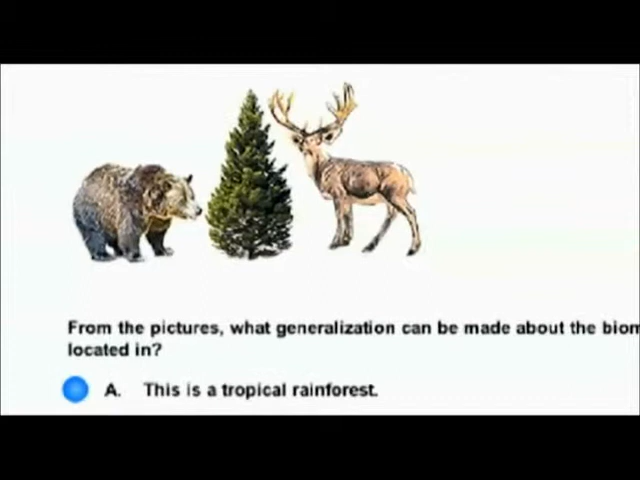 From the pictures, what generalization can be made about the biom
located in?
A. This is a tropical rainforest.